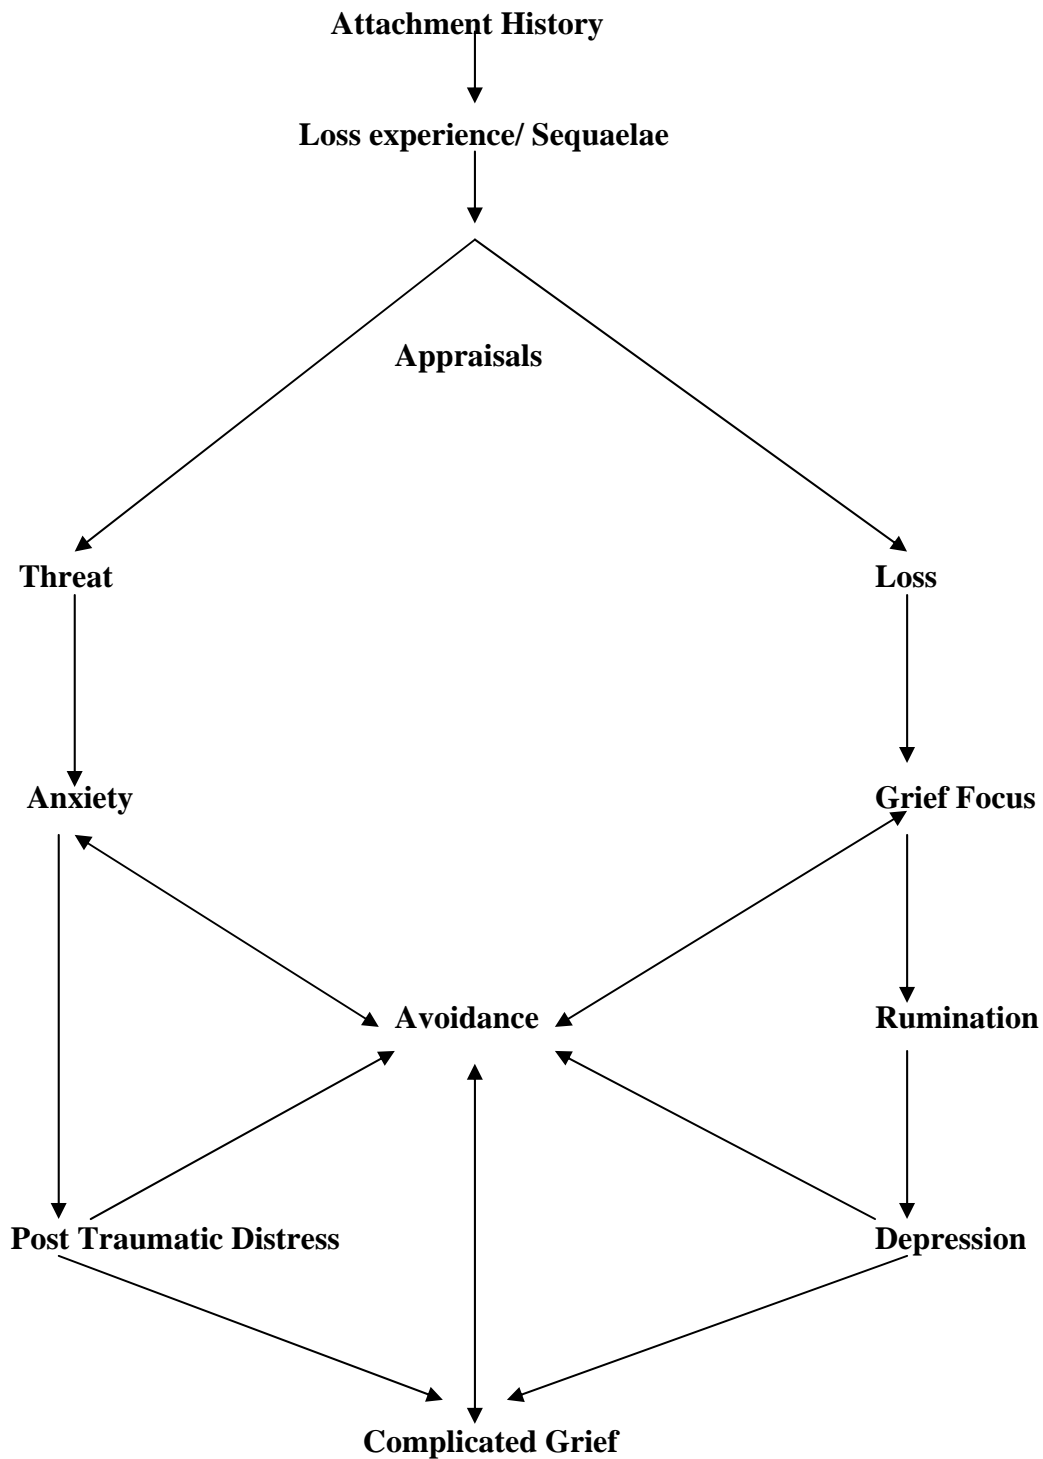 Attachment History
Loss experience/ Sequaelae
Appraisals
Threat
Loss
Anxiety
Grief Focus
Avoidance
Rumination
Post Traumatic Distress
Depression
Complicated Grief